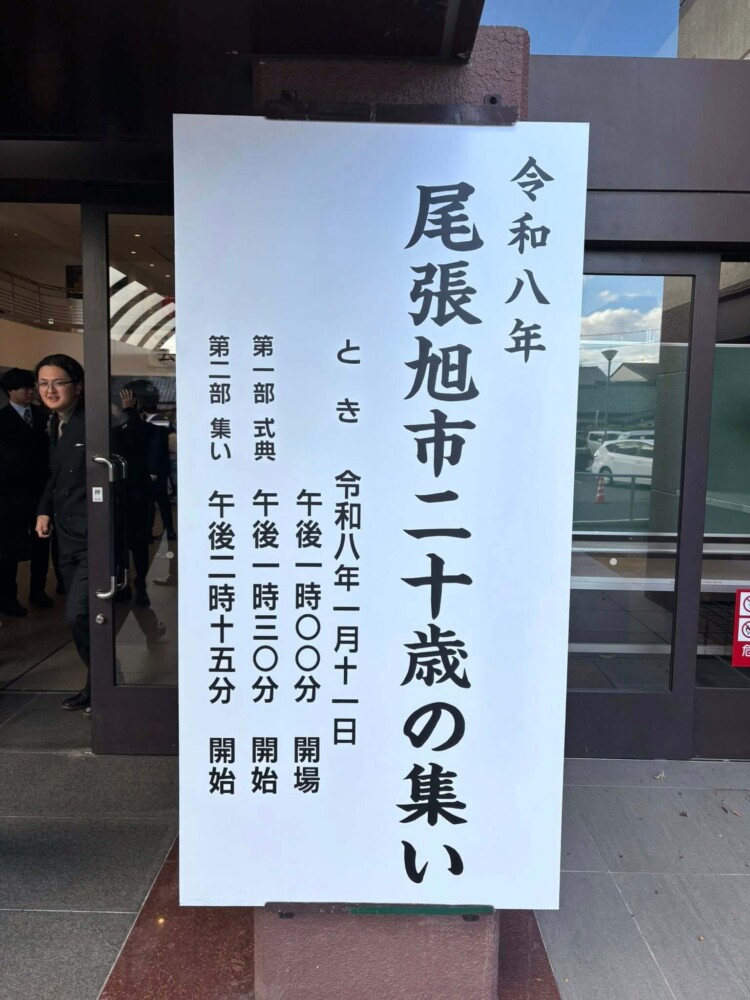 令和八年
尾張旭市二十歳の集い
とき 令和八年一月十一日
午後一時〇〇分 開場
第一部 式典 午後一時三〇分 開始
第二部 集い 午後二時十五分 開始
押
危